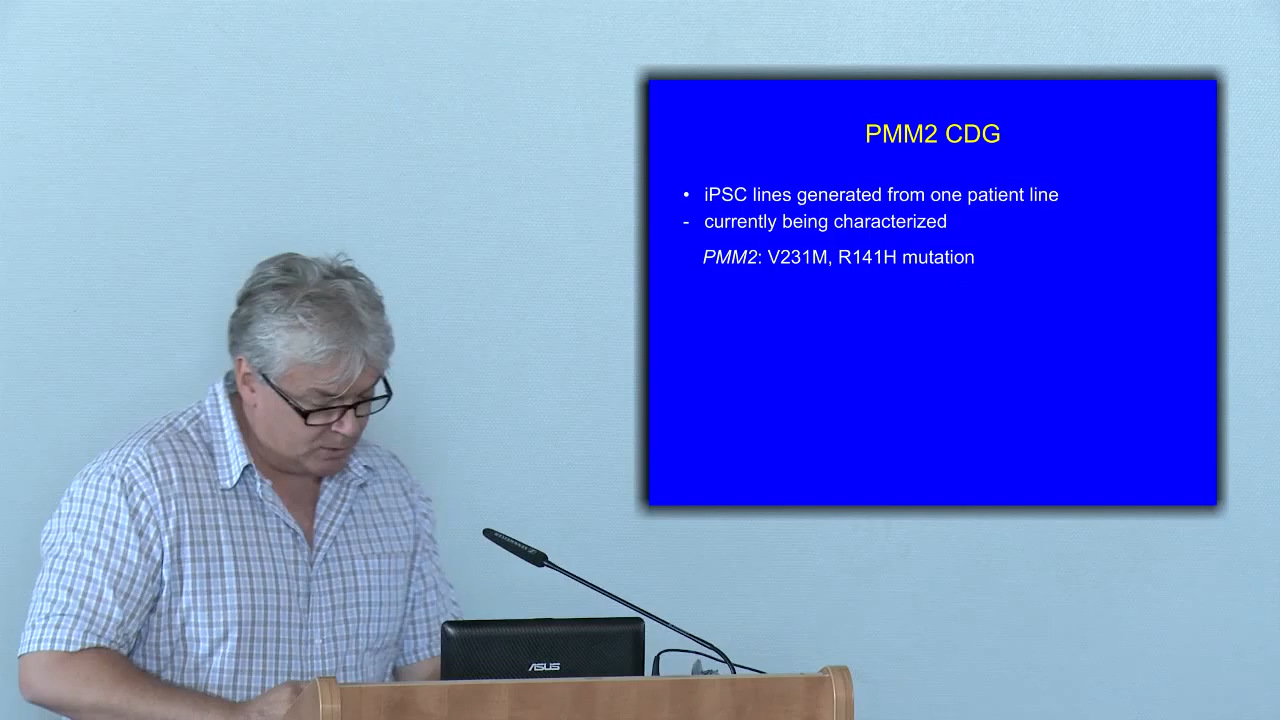 PMM2 CDG
• iPSC lines generated from one patient line
- currently being characterized
PMM2: V231M, R141H mutation
ASUS